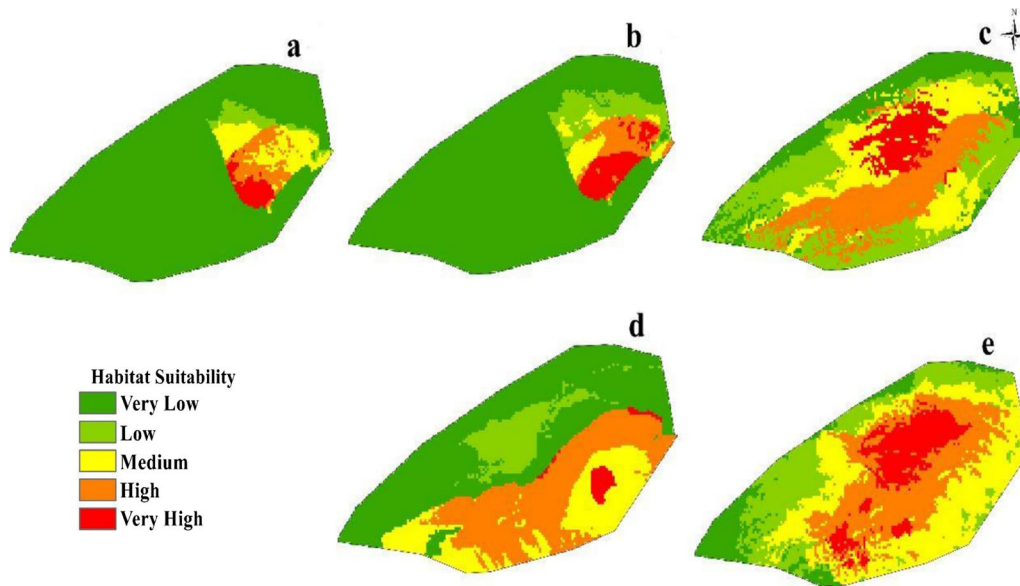 N
a
b
c
d
e
Habitat Suitability
Very Low
Low
Medium
High
Very High